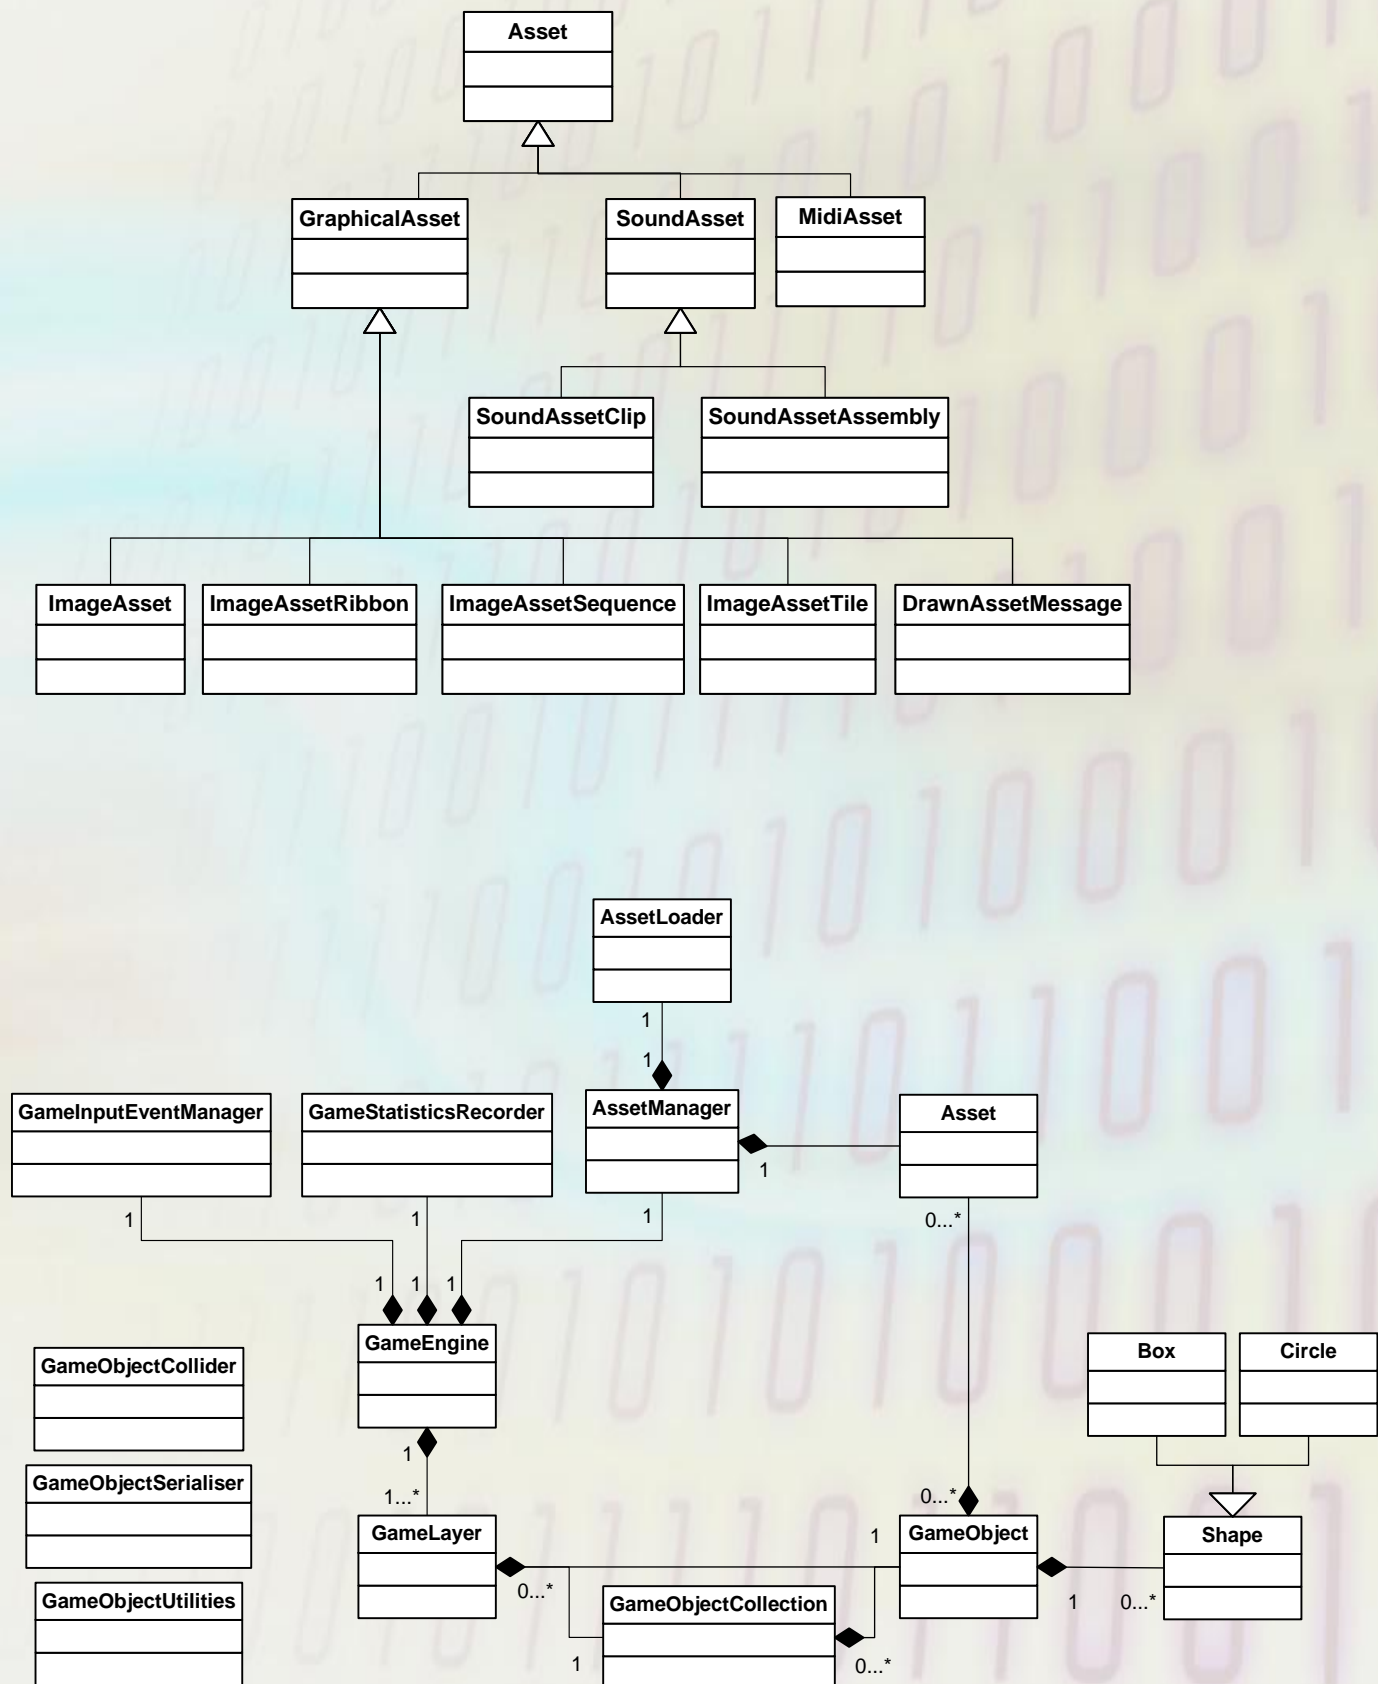 Asset
GraphicalAsset
SoundAsset
MidiAsset
SoundAssetClip
SoundAssetAssembly
ImageAsset
ImageAssetRibbon
ImageAssetSequence
ImageAssetTile
DrawnAssetMessage
AssetLoader
1
1
GameInputEventManager
GameStatisticsRecorder
AssetManager
Asset
1
1
1
1
0...*
1
1
1
GameEngine
Box
Circle
GameObjectCollider
1
GameObjectSerialiser
1...*
0...*
GameLayer
1
GameObject
Shape
0...*
1
0...*
GameObjectUtilities
GameObjectCollection
1
0...*